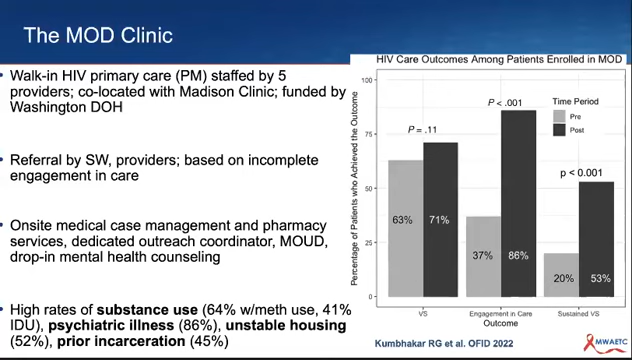 The MOD Clinic
• Walk-in HIV primary care (PM) staffed by 5
providers; co-located with Madison Clinic; funded by
Washington DOH
• Referral by SW, providers; based on incomplete
engagement in care
• Onsite medical case management and pharmacy
services, dedicated outreach coordinator, MOUD,
drop-in mental health counseling
• High rates of substance use (64% w/meth use, 41%
IDU), psychiatric illness (86%), unstable housing
(52%), prior incarceration (45%)
HIV Care Outcomes Among Patients Enrolled in MOD
Percentage of Patients who Achieved the Outcome
100
75
50
25
0
P = .11
P < .001
p < 0.001
Time Period
Pre
Post
63%
71%
37%
86%
20%
53%
VS
Engagement in Care
Sustained VS
Outcome
Kumbhakar RG et al. OFID 2022
MWAETC